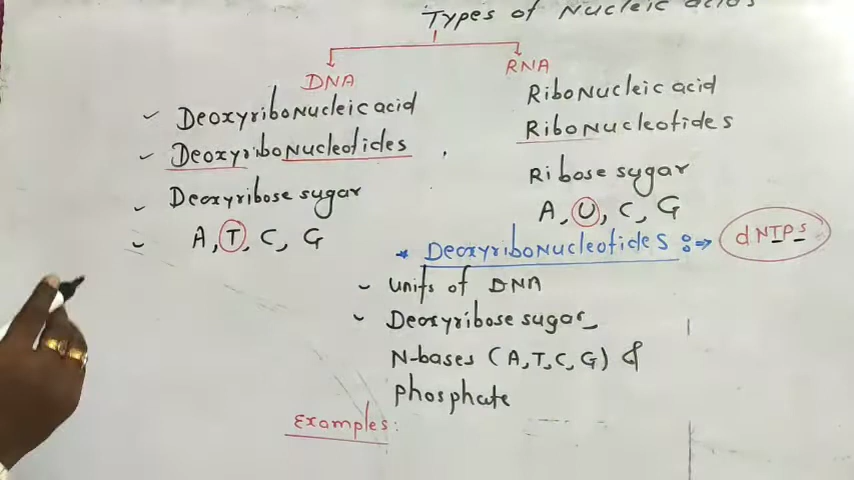 Types of Nucleic acids
DNA
Deoxyribonucleic acid
Deoxyribonucleotides
Deoxyribose sugar
A, T, C, G
RNA
Ribonucleic acid
Ribonucleotides
Ribose sugar
A, U, C, G
* Deoxyribonucleotides :⇒ dNTPs
units of DNA
Deoxyribose sugar
N-bases (A, T, C, G) &
phosphate
Examples: